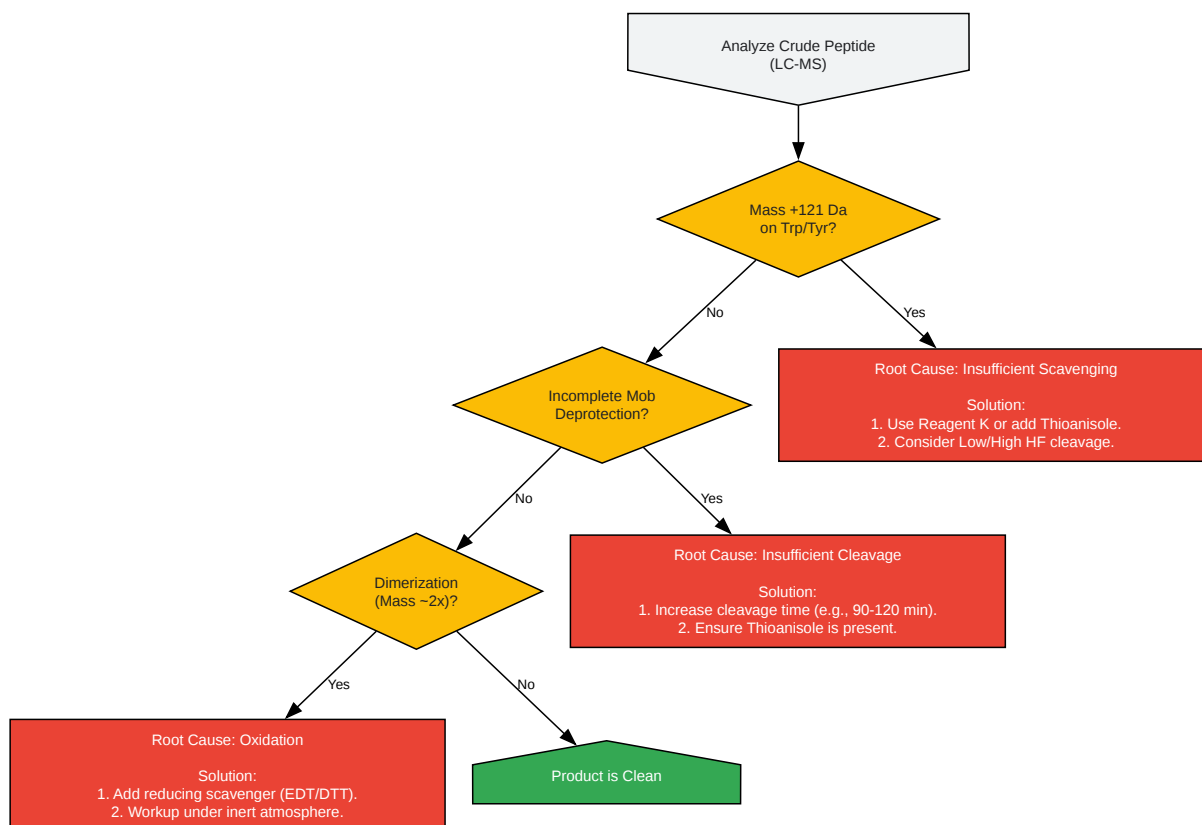 Analyze Crude Peptide
(LC-MS)
Mass +121 Da
on Trp/Tyr?
No
Yes
Root Cause: Insufficient Scavenging
Solution:
1. Use Reagent K or add Thioanisole.
2. Consider Low/High HF cleavage.
Incomplete Mob
Deprotection?
No
Yes
Root Cause: Insufficient Cleavage
Solution:
1. Increase cleavage time (e.g., 90-120 min).
2. Ensure Thioanisole is present.
Dimerization
(Mass ~2x)?
Yes
No
Root Cause: Oxidation
Solution:
1. Add reducing scavenger (EDT/DTT).
2. Workup under inert atmosphere.
Product is Clean